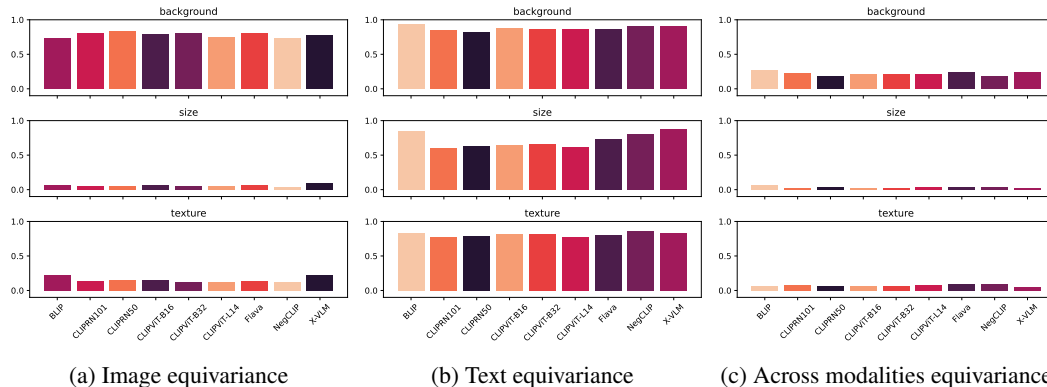 background
1.0
0.5
0.0
size
1.0
0.5
0.0
texture
1.0
0.5
0.0
BLIP
CLIPRN101
CLIPRN50
CLIPViT-B16
CLIPViT-B32
CLIPViT-L14
Flava
NegCLIP
X-VLM
(a) Image equivariance
background
1.0
0.5
0.0
size
1.0
0.5
0.0
texture
1.0
0.5
0.0
BLIP
CLIPRN101
CLIPRN50
CLIPViT-B16
CLIPViT-B32
CLIPViT-L14
Flava
NegCLIP
X-VLM
(b) Text equivariance
background
1.0
0.5
0.0
size
1.0
0.5
0.0
texture
1.0
0.5
0.0
BLIP
CLIPRN101
CLIPRN50
CLIPViT-B16
CLIPViT-B32
CLIPViT-L14
Flava
NegCLIP
X-VLM
(c) Across modalities equivariance